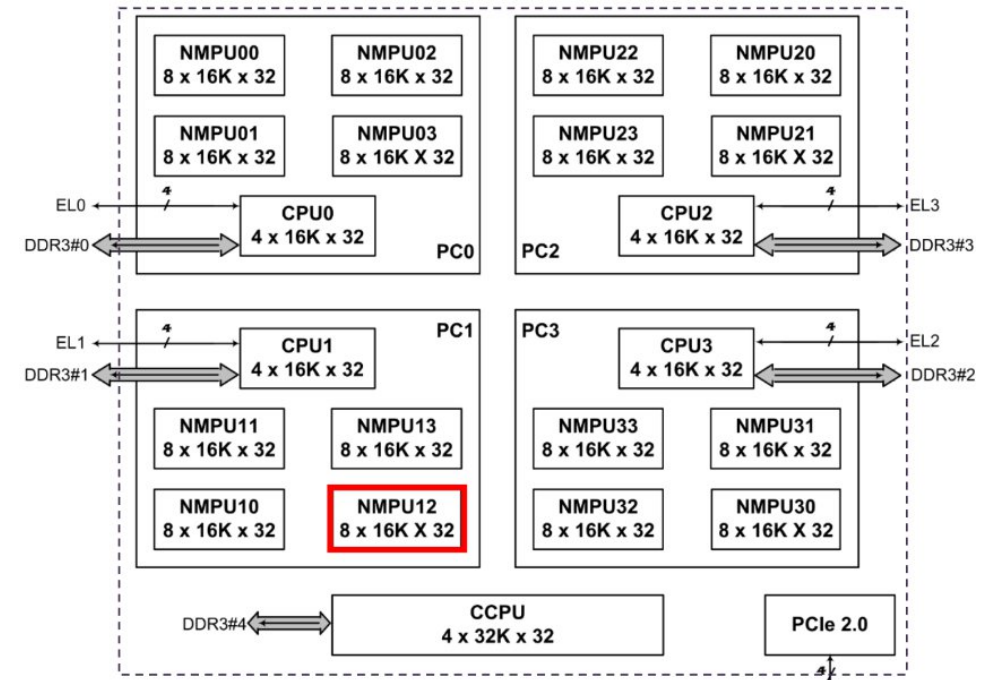 NMPU00
8 x 16K x 32
NMPU02
8 x 16K x 32
NMPU01
8 x 16K x 32
NMPU03
8 x 16K X 32
4
EL0
CPU0
4 x 16K x 32
DDR3#0
PC0
NMPU22
8 x 16K x 32
NMPU20
8 x 16K x 32
NMPU23
8 x 16K x 32
NMPU21
8 x 16K X 32
4
EL3
CPU2
4 x 16K x 32
DDR3#3
PC2
PC1
4
EL1
CPU1
4 x 16K x 32
DDR3#1
NMPU11
8 x 16K x 32
NMPU13
8 x 16K x 32
NMPU10
8 x 16K x 32
NMPU12
8 x 16K X 32
PC3
4
EL2
CPU3
4 x 16K x 32
DDR3#2
NMPU33
8 x 16K x 32
NMPU31
8 x 16K x 32
NMPU32
8 x 16K x 32
NMPU30
8 x 16K X 32
DDR3#4
CCPU
4 x 32K x 32
PCIe 2.0
4